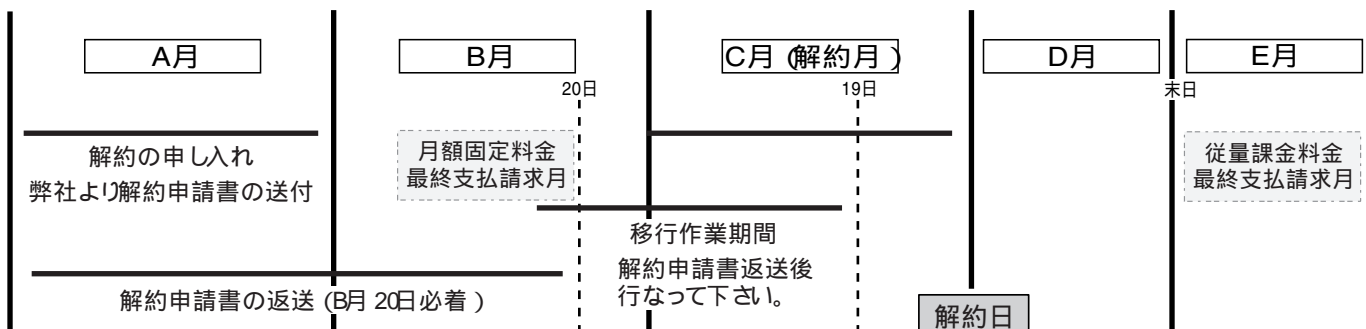 A月
B月
C月(解約月)
D月
E月
20日
19日
末日
解約の申し入れ
弊社より解約申請書の送付
月額固定料金
最終支払請求月
従量課金料金
最終支払請求月
移行作業期間
解約申請書返送後
行なって下さい。
解約申請書の返送(B月20日必着)
解約日